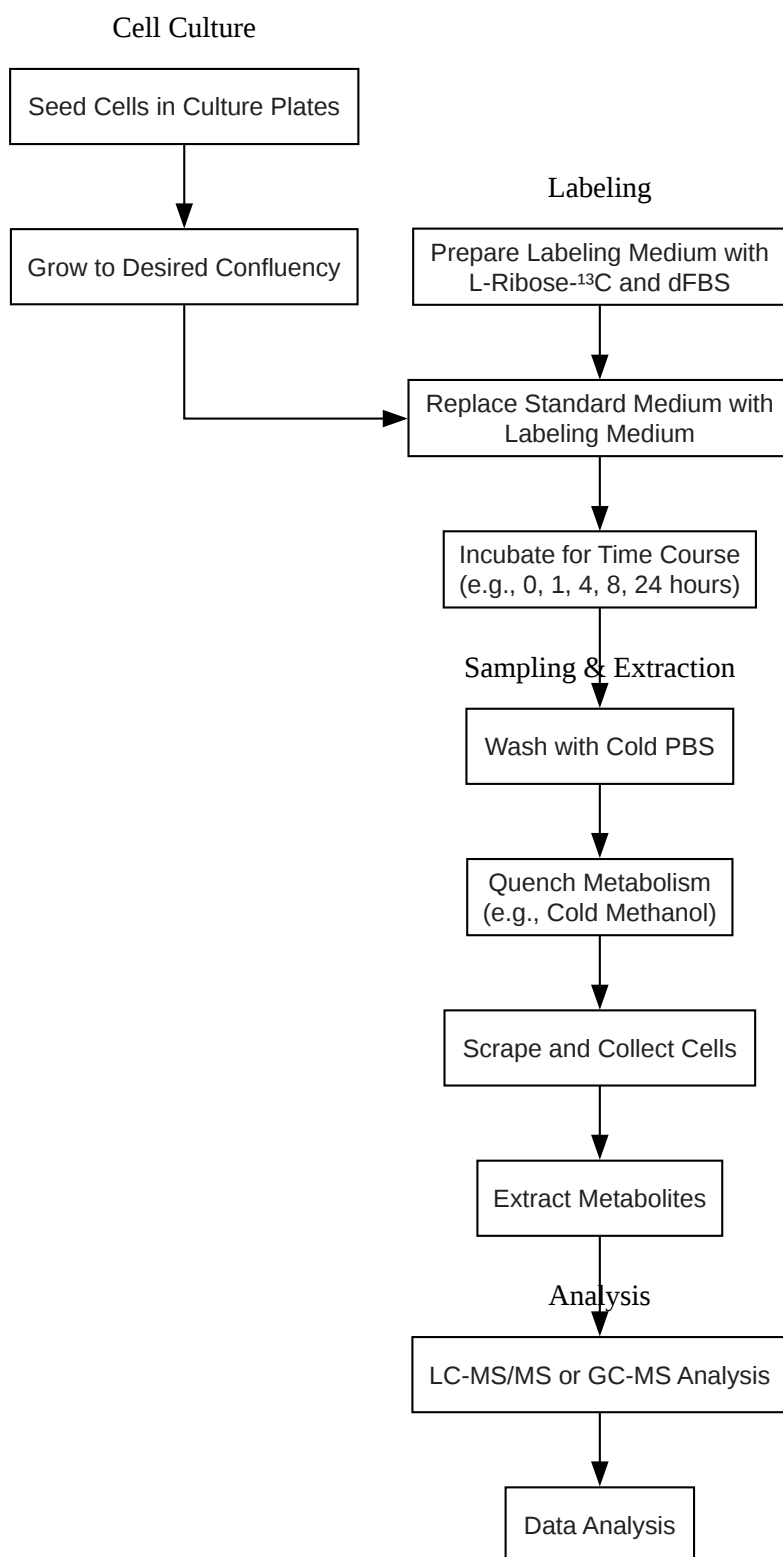 Cell Culture
Seed Cells in Culture Plates
Grow to Desired Confluency
Labeling
Prepare Labeling Medium with
L-Ribose-¹³C and dFBS
Replace Standard Medium with
Labeling Medium
Incubate for Time Course
(e.g., 0, 1, 4, 8, 24 hours)
Sampling & Extraction
Wash with Cold PBS
Quench Metabolism
(e.g., Cold Methanol)
Scrape and Collect Cells
Extract Metabolites
Analysis
LC-MS/MS or GC-MS Analysis
Data Analysis